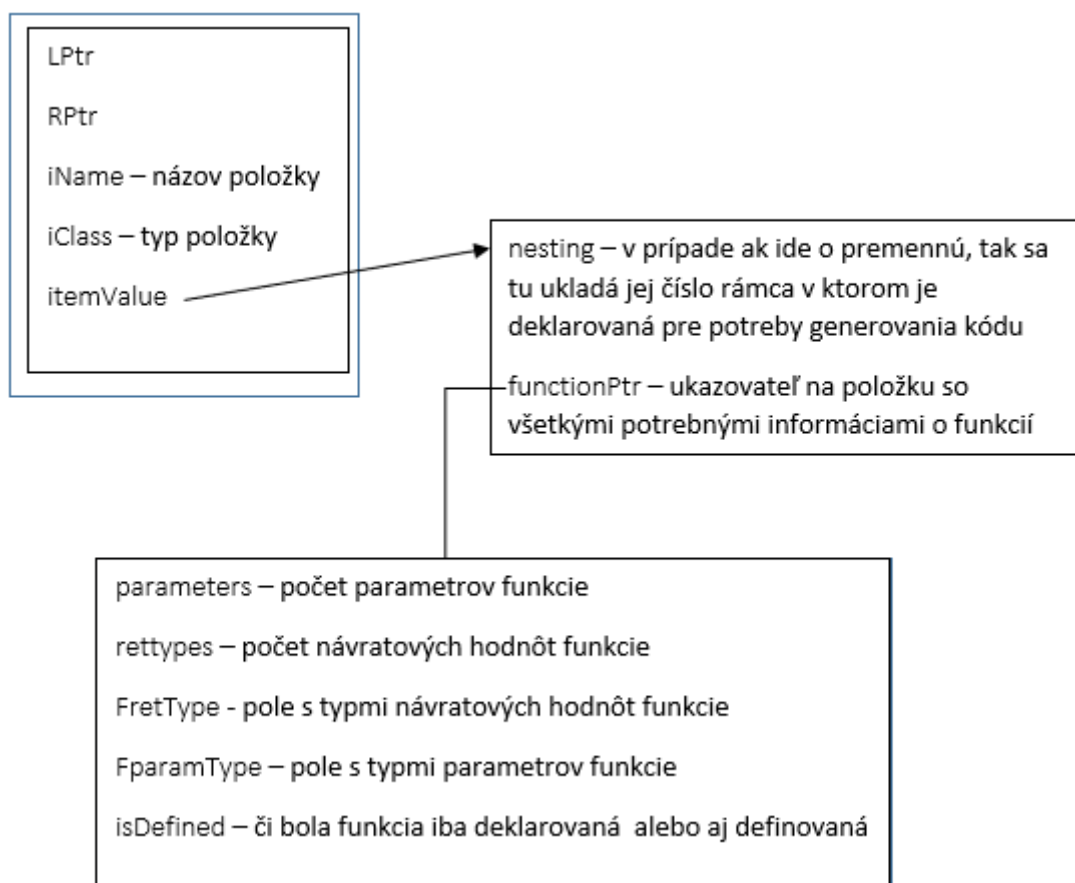 LPtr
RPtr
iName – názov položky
iClass – typ položky
itemValue
nesting – v prípade ak ide o premennú, tak sa
tu ukladá jej číslo rámca v ktorom je
deklarovaná pre potreby generovania kódu
functionPtr – ukazovateľ na položku so
všetkými potrebnými informáciami o funkcií
parameters – počet parametrov funkcie
rettypes – počet návratových hodnôt funkcie
FretType - pole s typmi návratových hodnôt funkcie
FparamType – pole s typmi parametrov funkcie
isDefined – či bola funkcia iba deklarovaná alebo aj definovaná